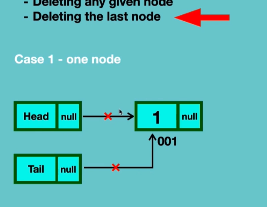 - Deleting any given node
- Deleting the last node
Case 1 - one node
Head null
1 null
001
Tail null